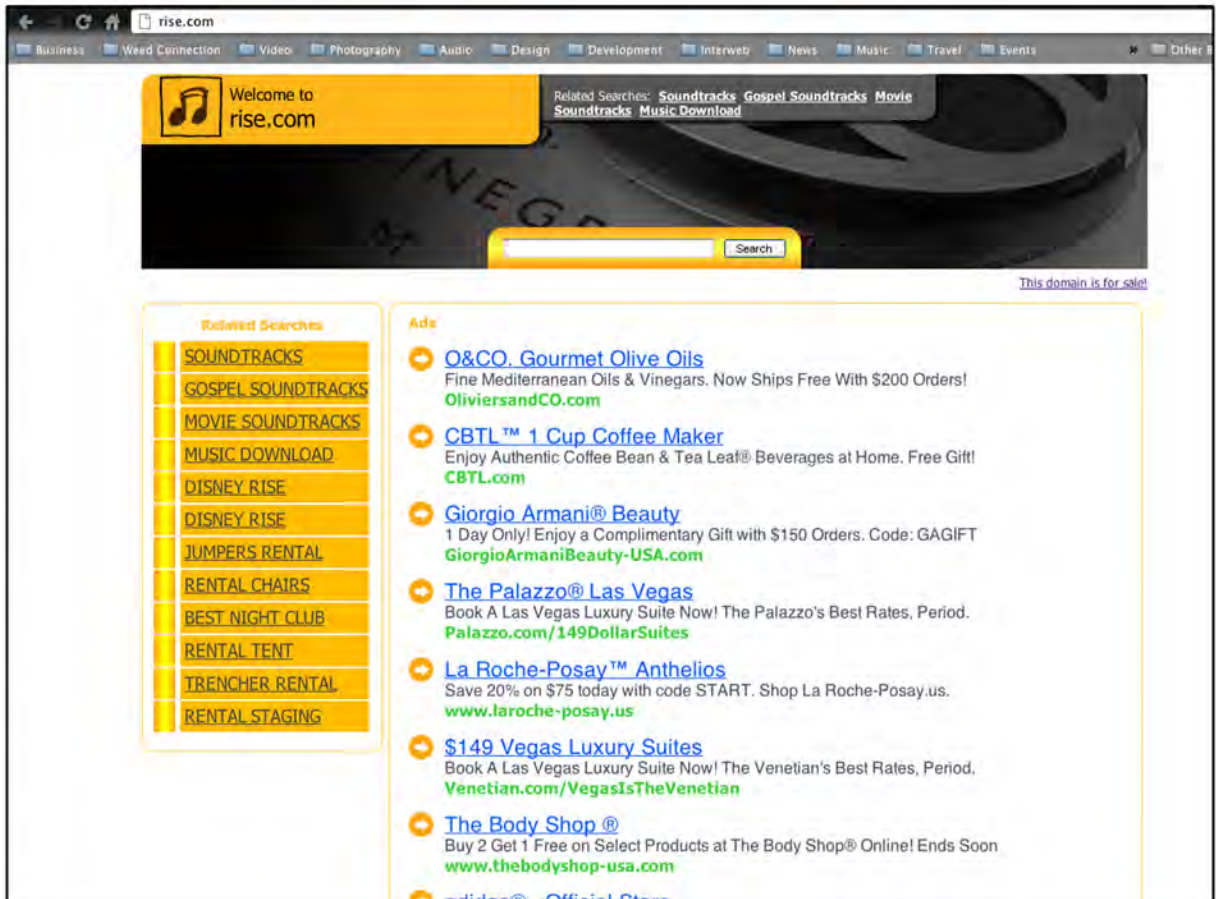 rise.com
Business Weed Connection Video Photography Audio Design Development Interweb News Music Travel Events » Other B
Welcome to
rise.com
Related Searches: Soundtracks Gospel Soundtracks Movie
Soundtracks Music Download
INEGR
M
Search
This domain is for sale!
Related Searches
SOUNDTRACKS
GOSPEL SOUNDTRACKS
MOVIE SOUNDTRACKS
MUSIC DOWNLOAD
DISNEY RISE
DISNEY RISE
JUMPERS RENTAL
RENTAL CHAIRS
BEST NIGHT CLUB
RENTAL TENT
TRENCHER RENTAL
RENTAL STAGING
Ads
O&CO. Gourmet Olive Oils
Fine Mediterranean Oils & Vinegars. Now Ships Free With $200 Orders!
OliviersandCO.com
CBTL™ 1 Cup Coffee Maker
Enjoy Authentic Coffee Bean & Tea Leaf® Beverages at Home. Free Gift!
CBTL.com
Giorgio Armani® Beauty
1 Day Only! Enjoy a Complimentary Gift with $150 Orders. Code: GAGIFT
GiorgioArmaniBeauty-USA.com
The Palazzo® Las Vegas
Book A Las Vegas Luxury Suite Now! The Palazzo's Best Rates, Period.
Palazzo.com/149DollarSuites
La Roche-Posay™ Anthelios
Save 20% on $75 today with code START. Shop La Roche-Posay.us.
www.laroche-posay.us
$149 Vegas Luxury Suites
Book A Las Vegas Luxury Suite Now! The Venetian's Best Rates, Period.
Venetian.com/VegasIsTheVenetian
The Body Shop ®
Buy 2 Get 1 Free on Select Products at The Body Shop® Online! Ends Soon
www.thebodyshop-usa.com
adidas® - Official Store